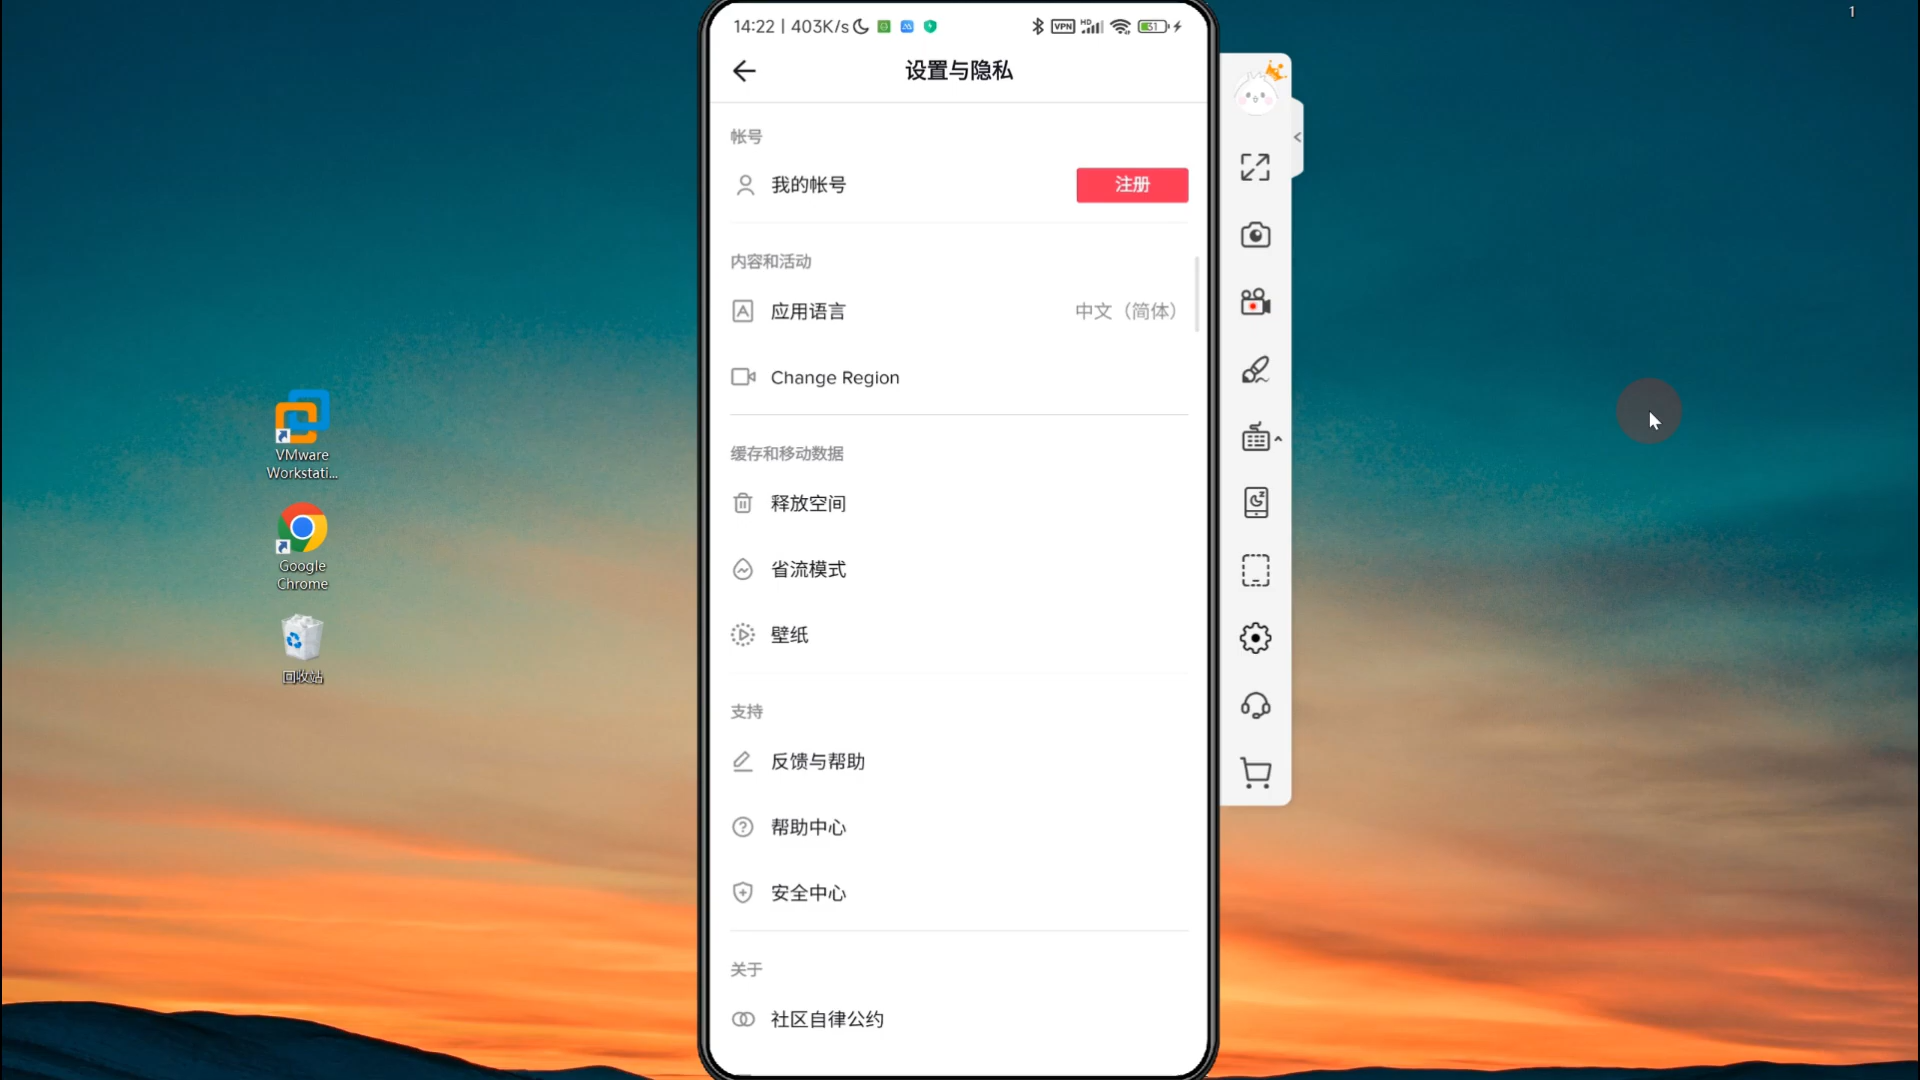 1
14:22 | 403K/s
VPN
HD
31
设置与隐私
帐号
我的帐号
注册
内容和活动
应用语言
中文（简体）
Change Region
缓存和移动数据
释放空间
省流模式
壁纸
支持
反馈与帮助
帮助中心
安全中心
关于
社区自律公约
VMware
Workstati...
Google
Chrome
回收站